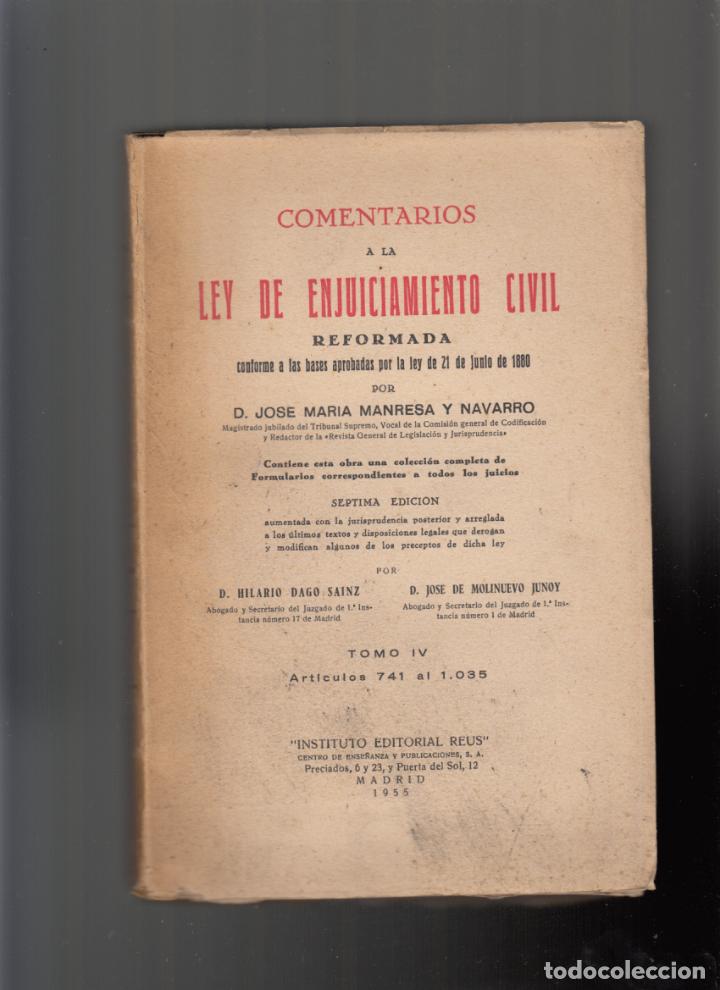 COMENTARIOS
A LA
LEY DE ENJUICIAMIENTO CIVIL
REFORMADA
conforme a las bases aprobadas por la ley de 21 de junio de 1880
POR
D. JOSE MARIA MANRESA Y NAVARRO
Magistrado jubilado del Tribunal Supremo, Vocal de la Comisión general de Codificación
y Redactor de la «Revista General de Legislación y Jurisprudencia»
Contiene esta obra una colección completa de
Formularios correspondientes a todos los juicios
SEPTIMA EDICION
aumentada con la jurisprudencia posterior y arreglada
a los últimos textos y disposiciones legales que derogan
y modifican algunos de los preceptos de dicha ley
POR
D. HILARIO DAGO SAINZ
Abogado y Secretario del Juzgado de 1.ª Ins-
tancia número 17 de Madrid
D. JOSE DE MOLINUEVO JUNOY
Abogado y Secretario del Juzgado de 1.ª Ins-
tancia número 1 de Madrid
TOMO IV
Artículos 741 al 1.035
"INSTITUTO EDITORIAL REUS"
CENTRO DE ENSEÑANZA Y PUBLICACIONES, S. A.
Preciados, 6 y 23, y Puerta del Sol, 12
MADRID
1955
todocoleccion